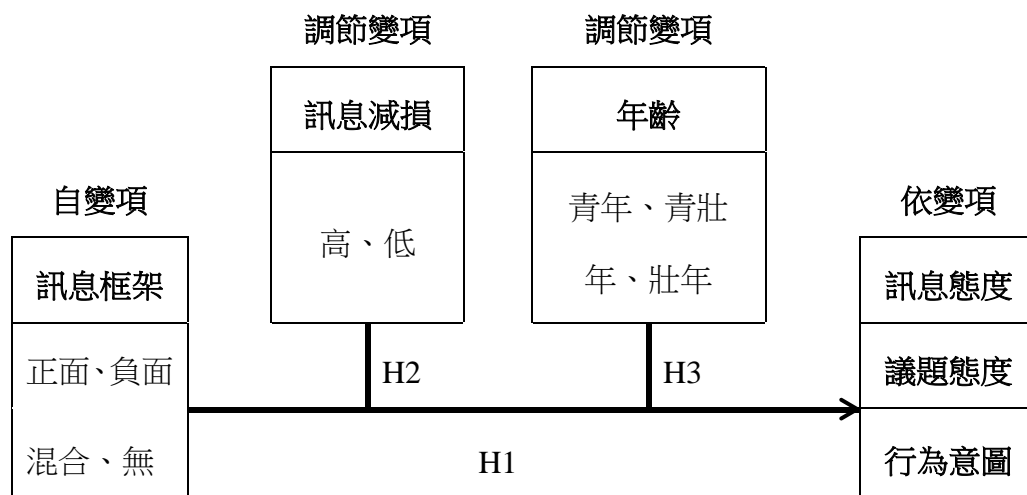 調節變項
調節變項
訊息減損
年齡
自變項
青年、青壯
年、壯年
高、低
依變項
訊息框架
訊息態度
正面、負面
H2
H3
議題態度
混合、無
H1
行為意圖